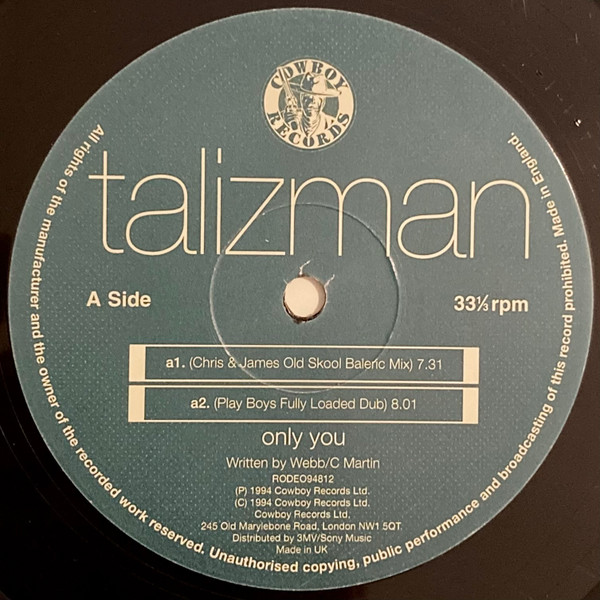 COWBOY
RECORDS
talizman
A Side
33⅓ rpm
a1. (Chris & James Old Skool Baleric Mix) 7.31
a2. (Play Boys Fully Loaded Dub) 8.01
only you
Written by Webb/C Martin
RODEO94812
(P) 1994 Cowboy Records Ltd.
(C) 1994 Cowboy Records Ltd.
Cowboy Records Ltd,
245 Old Marylebone Road, London NW1 5QT.
Distributed by 3MV/Sony Music
Made in UK
All rights of the manufacturer and the owner of the recorded work reserved. Unauthorised copying, public performance and broadcasting of this record prohibited. Made in England.